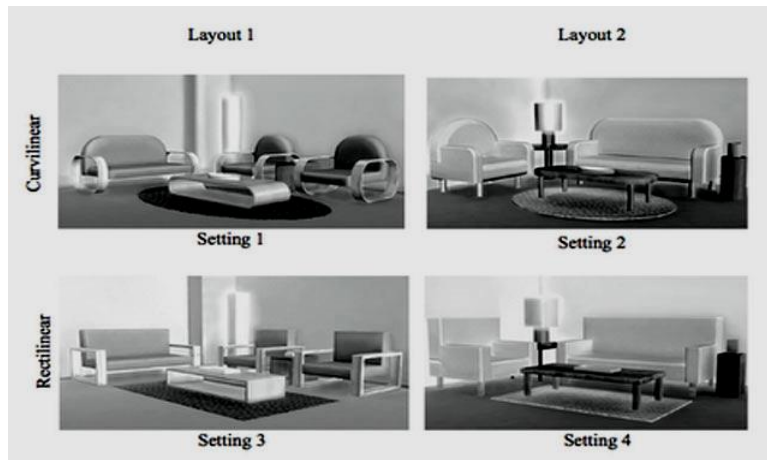 Layout 1
Layout 2
Curvilinear
Setting 1
Setting 2
Rectilinear
Setting 3
Setting 4